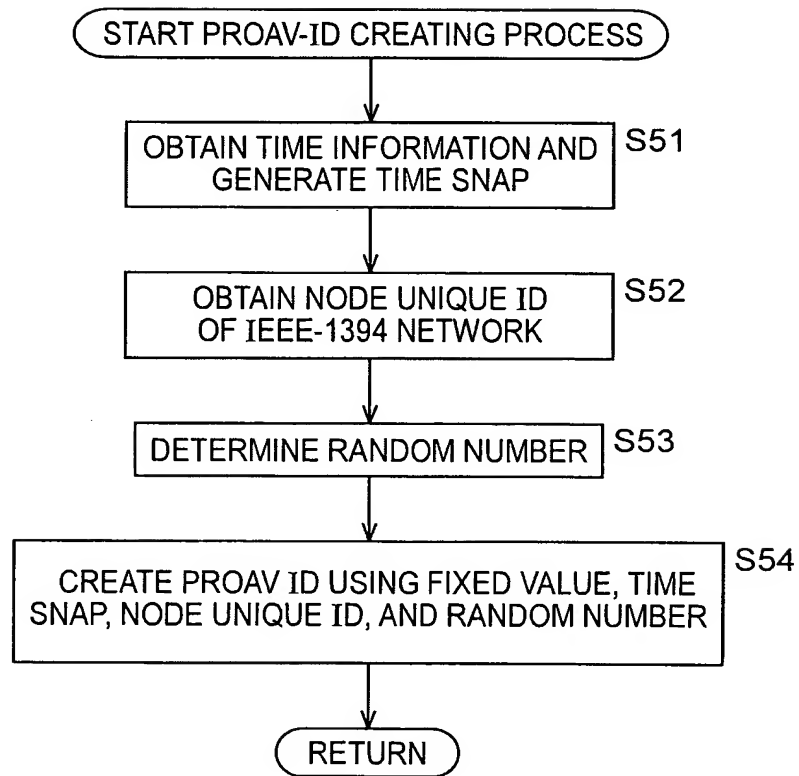 START PROAV-ID CREATING PROCESS
OBTAIN TIME INFORMATION AND
GENERATE TIME SNAP
S51
OBTAIN NODE UNIQUE ID
OF IEEE-1394 NETWORK
S52
DETERMINE RANDOM NUMBER
S53
CREATE PROAV ID USING FIXED VALUE, TIME
SNAP, NODE UNIQUE ID, AND RANDOM NUMBER
S54
RETURN